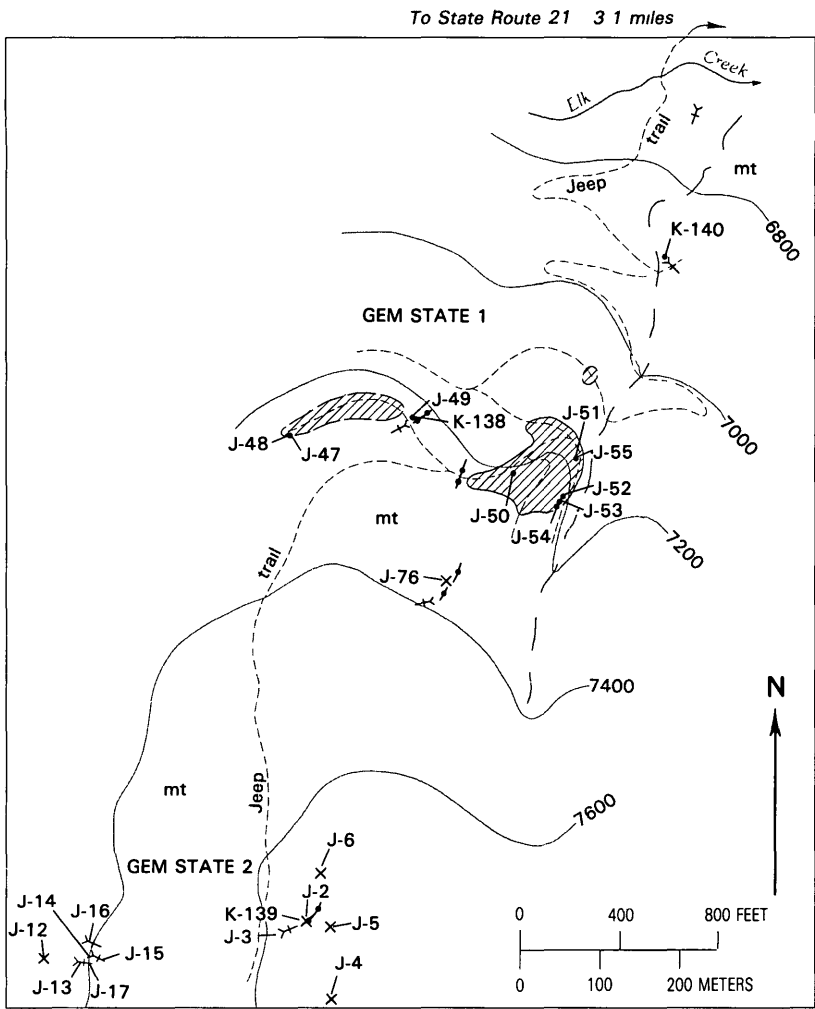 To State Route 21 3 1 miles
Elk Creek
trail
mt
Jeep
6800
K-140
GEM STATE 1
J-49
K-138
J-51
7000
J-48
J-47
J-55
J-52
J-50
J-53
J-54
mt
7200
trail
J-76
7400
N
mt
Jeep
7600
J-6
GEM STATE 2
J-2
J-14
J-16
K-139
J-12
J-3
J-5
J-15
J-13
J-17
J-4
0 400 800 FEET
0 100 200 METERS